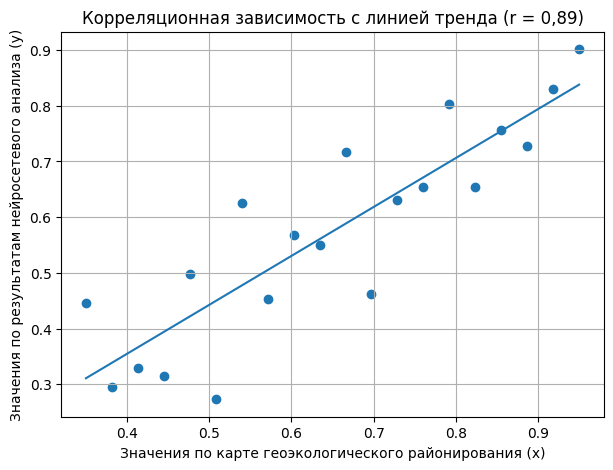 Корреляционная зависимость с линией тренда (r = 0,89)
Значения по результатам нейросетевого анализа (y)
0.9
0.8
0.7
0.6
0.5
0.4
0.3
0.4 0.5 0.6 0.7 0.8 0.9
Значения по карте геоэкологического районирования (x)